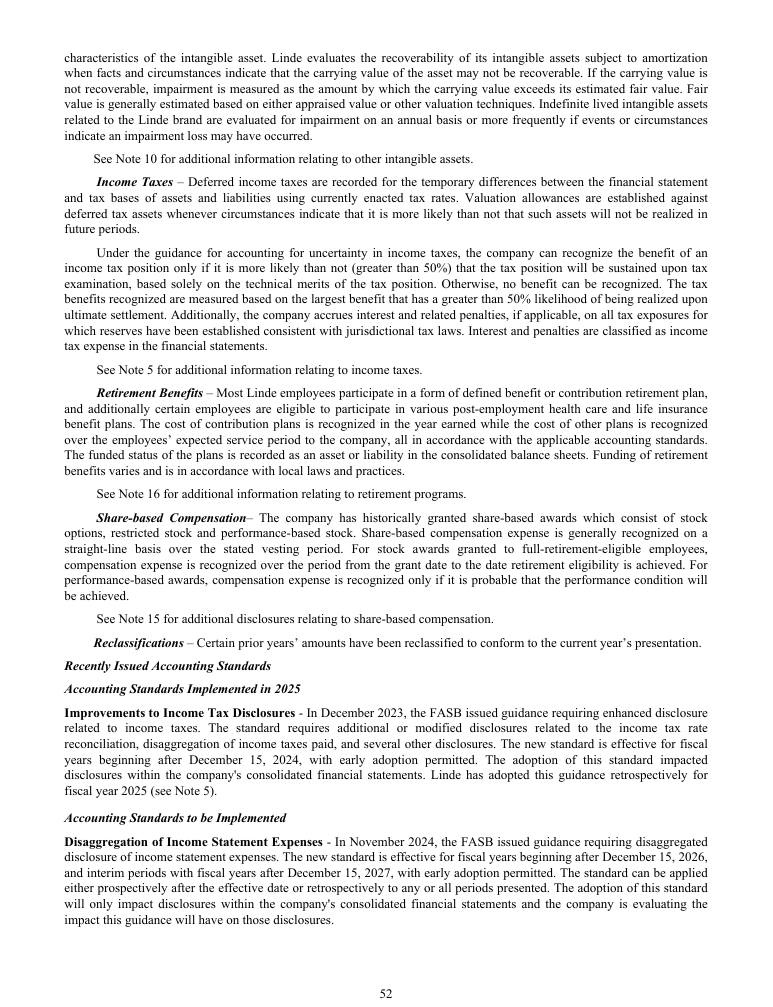 characteristics of the intangible asset. Linde evaluates the recoverability of its intangible assets subject to amortization
when facts and circumstances indicate that the carrying value of the asset may not be recoverable. If the carrying value is
not recoverable, impairment is measured as the amount by which the carrying value exceeds its estimated fair value. Fair
value is generally estimated based on either appraised value or other valuation techniques. Indefinite lived intangible assets
related to the Linde brand are evaluated for impairment on an annual basis or more frequently if events or circumstances
indicate an impairment loss may have occurred.
See Note 10 for additional information relating to other intangible assets.
Income Taxes – Deferred income taxes are recorded for the temporary differences between the financial statement
and tax bases of assets and liabilities using currently enacted tax rates. Valuation allowances are established against
deferred tax assets whenever circumstances indicate that it is more likely than not that such assets will not be realized in
future periods.
Under the guidance for accounting for uncertainty in income taxes, the company can recognize the benefit of an
income tax position only if it is more likely than not (greater than 50%) that the tax position will be sustained upon tax
examination, based solely on the technical merits of the tax position. Otherwise, no benefit can be recognized. The tax
benefits recognized are measured based on the largest benefit that has a greater than 50% likelihood of being realized upon
ultimate settlement. Additionally, the company accrues interest and related penalties, if applicable, on all tax exposures for
which reserves have been established consistent with jurisdictional tax laws. Interest and penalties are classified as income
tax expense in the financial statements.
See Note 5 for additional information relating to income taxes.
Retirement Benefits – Most Linde employees participate in a form of defined benefit or contribution retirement plan,
and additionally certain employees are eligible to participate in various post-employment health care and life insurance
benefit plans. The cost of contribution plans is recognized in the year earned while the cost of other plans is recognized
over the employees’ expected service period to the company, all in accordance with the applicable accounting standards.
The funded status of the plans is recorded as an asset or liability in the consolidated balance sheets. Funding of retirement
benefits varies and is in accordance with local laws and practices.
See Note 16 for additional information relating to retirement programs.
Share-based Compensation– The company has historically granted share-based awards which consist of stock
options, restricted stock and performance-based stock. Share-based compensation expense is generally recognized on a
straight-line basis over the stated vesting period. For stock awards granted to full-retirement-eligible employees,
compensation expense is recognized over the period from the grant date to the date retirement eligibility is achieved. For
performance-based awards, compensation expense is recognized only if it is probable that the performance condition will
be achieved.
See Note 15 for additional disclosures relating to share-based compensation.
Reclassifications – Certain prior years’ amounts have been reclassified to conform to the current year’s presentation.
Recently Issued Accounting Standards
Accounting Standards Implemented in 2025
Improvements to Income Tax Disclosures - In December 2023, the FASB issued guidance requiring enhanced disclosure
related to income taxes. The standard requires additional or modified disclosures related to the income tax rate
reconciliation, disaggregation of income taxes paid, and several other disclosures. The new standard is effective for fiscal
years beginning after December 15, 2024, with early adoption permitted. The adoption of this standard impacted
disclosures within the company's consolidated financial statements. Linde has adopted this guidance retrospectively for
fiscal year 2025 (see Note 5).
Accounting Standards to be Implemented
Disaggregation of Income Statement Expenses - In November 2024, the FASB issued guidance requiring disaggregated
disclosure of income statement expenses. The new standard is effective for fiscal years beginning after December 15, 2026,
and interim periods with fiscal years after December 15, 2027, with early adoption permitted. The standard can be applied
either prospectively after the effective date or retrospectively to any or all periods presented. The adoption of this standard
will only impact disclosures within the company's consolidated financial statements and the company is evaluating the
impact this guidance will have on those disclosures.
52